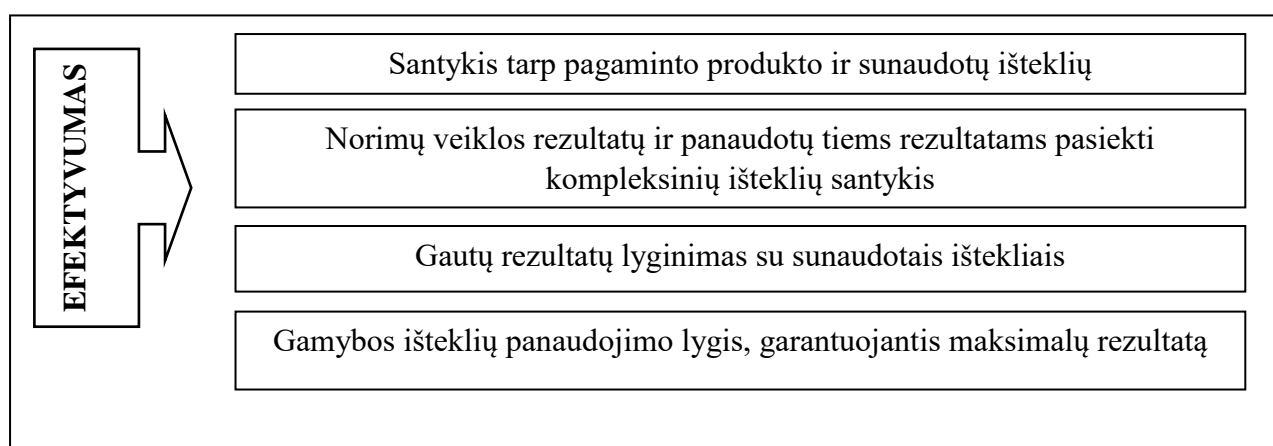 EFEKTYVUMAS
Santykis tarp pagaminto produkto ir sunaudotų išteklių
Norimų veiklos rezultatų ir panaudotų tiems rezultatams pasiekti
kompleksinių išteklių santykis
Gautų rezultatų lyginimas su sunaudotais ištekliais
Gamybos išteklių panaudojimo lygis, garantuojantis maksimalų rezultatą